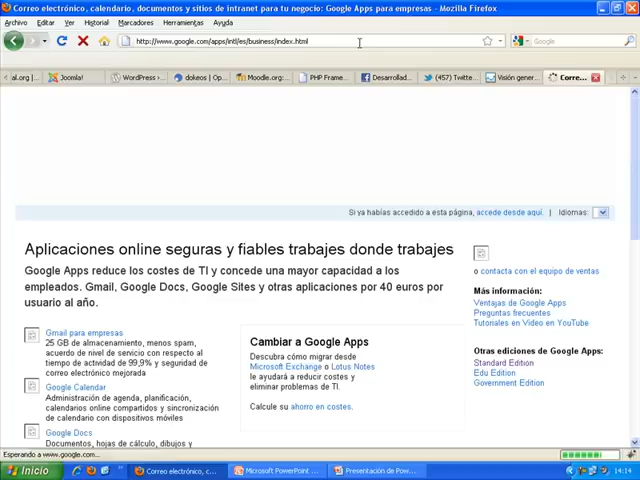 Correo electrónico, calendario, documentos y sitios de intranet para tu negocio: Google Apps para empresas - Mozilla Firefox
Archivo Editar Ver Historial Marcadores Herramientas Ayuda
http://www.google.com/apps/intl/es/business/index.html
Google
al.org | ... Joomla! WordPress ›... dokeos | Op... Moodle.org:... PHP Frame... Desarrollad... (457) Twitte... Visión gener... Corre...
Si ya habías accedido a esta página, accede desde aquí. | Idiomas:
Aplicaciones online seguras y fiables trabajes donde trabajes
Google Apps reduce los costes de TI y concede una mayor capacidad a los
empleados. Gmail, Google Docs, Google Sites y otras aplicaciones por 40 euros por
usuario al año.
o contacta con el equipo de ventas
Más información:
Ventajas de Google Apps
Preguntas frecuentes
Tutoriales en Vídeo en YouTube
Otras ediciones de Google Apps:
Standard Edition
Edu Edition
Government Edition
Gmail para empresas
25 GB de almacenamiento, menos spam,
acuerdo de nivel de servicio con respecto al
tiempo de actividad de 99,9% y seguridad de
correo electrónico mejorada
Google Calendar
Administración de agenda, planificación,
calendarios online compartidos y sincronización
de calendario con dispositivos móviles
Google Docs
Documentos, hojas de cálculo, dibujos y
Cambiar a Google Apps
Descubra cómo migrar desde
Microsoft Exchange o Lotus Notes
le ayudará a reducir costes y
eliminar problemas de TI.
Calcule su ahorro en costes.
Esperando a www.google.com...
Inicio
Correo electrónico, c...
Microsoft PowerPoint ...
Presentación de Pow...
14:14